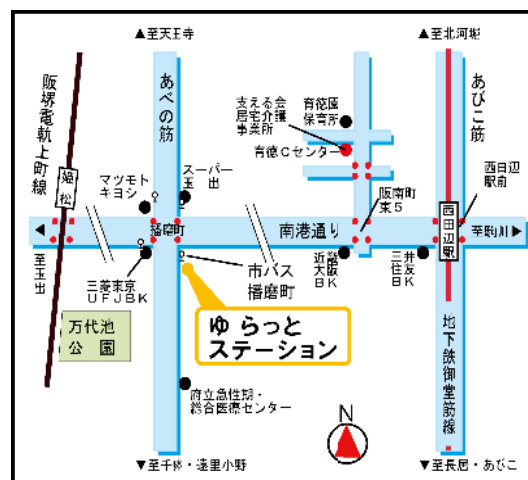 ▲至天王寺
▲至北河堀
阪堺電軌上町線
あべの筋
あびこ筋
支える会
居宅介護
事業所
育徳園
保育所
育徳Cセンター
マツモト
キヨシ
スーパー
玉出
姫松
阪南町
東5
西田辺
駅前
西田辺駅
播磨町
南港通り
至駒川▶
◀
至玉出
三菱東京
UFJBK
市バス
播磨町
近畿
大阪
BK
三井
住友
BK
万代池
公園
ゆらっと
ステーション
地下鉄御堂筋線
府立急性期・
総合医療センター
N
▼至千体・遠里小野
▼至長居・あびこ